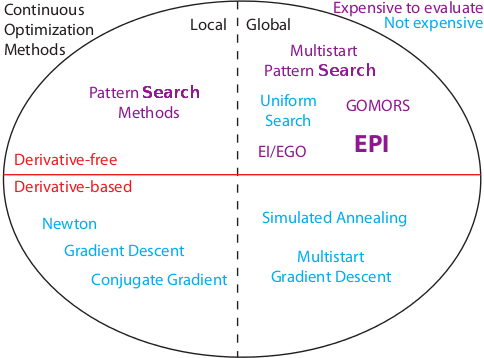 Continuous
Optimization
Methods
Local
Global
Expensive to evaluate
Not expensive
Multistart
Pattern Search
Pattern Search
Methods
Uniform
Search
GOMORS
EI/EGO
EPI
Derivative-free
Derivative-based
Newton
Gradient Descent
Conjugate Gradient
Simulated Annealing
Multistart
Gradient Descent